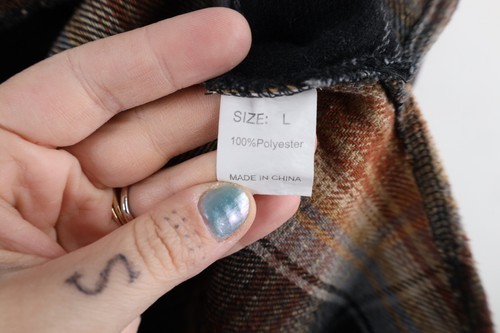 SIZE: L
100%Polyester
MADE IN CHINA